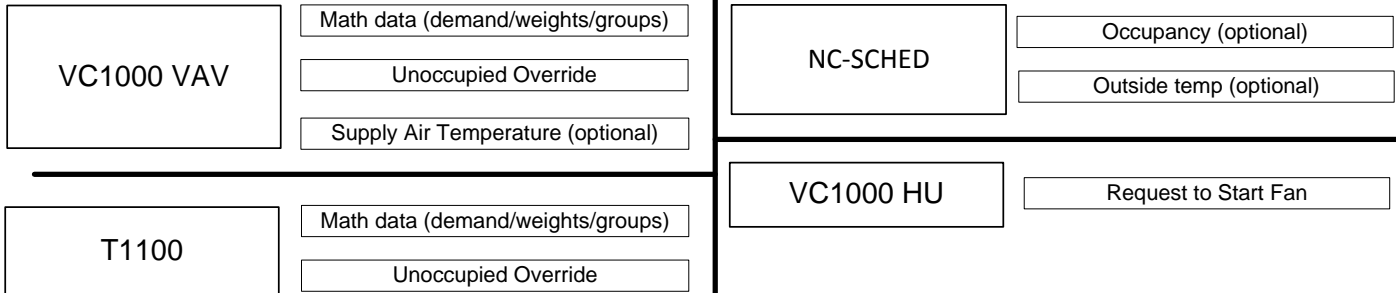 VC1000 VAV
Math data (demand/weights/groups)
Unoccupied Override
Supply Air Temperature (optional)
T1100
Math data (demand/weights/groups)
Unoccupied Override
NC-SCHED
Occupancy (optional)
Outside temp (optional)
VC1000 HU
Request to Start Fan